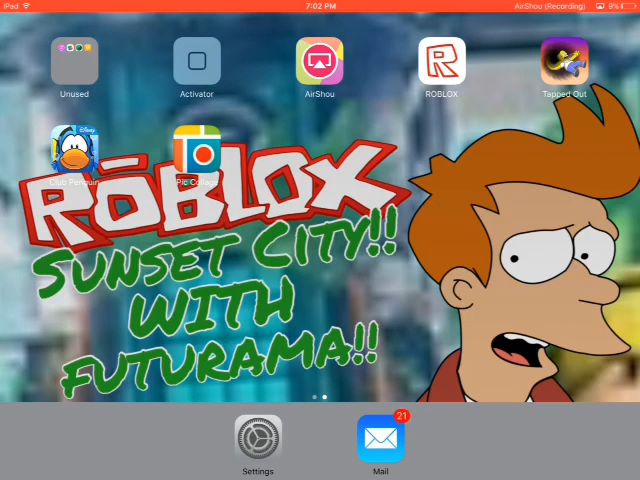 iPad 7:02 PM AirShou (Recording) 9%
Unused Activator AirShou ROBLOX Tapped Out
Disney
Club Penguin Pic Collage
ROBLOX
SUNSET CITY!!
WITH
FUTURAMA!!
21
Settings Mail